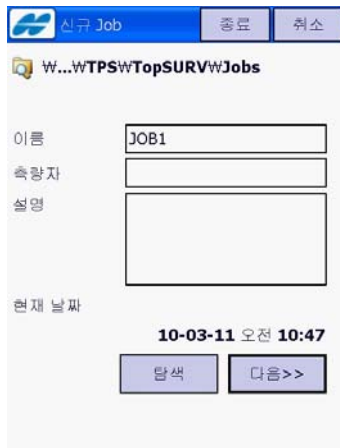 신규 Job 종료 취소
₩...₩TPS₩TopSURV₩Jobs
이름 JOB1
측량자
설명
현재 날짜
10-03-11 오전 10:47
탐색 다음>>